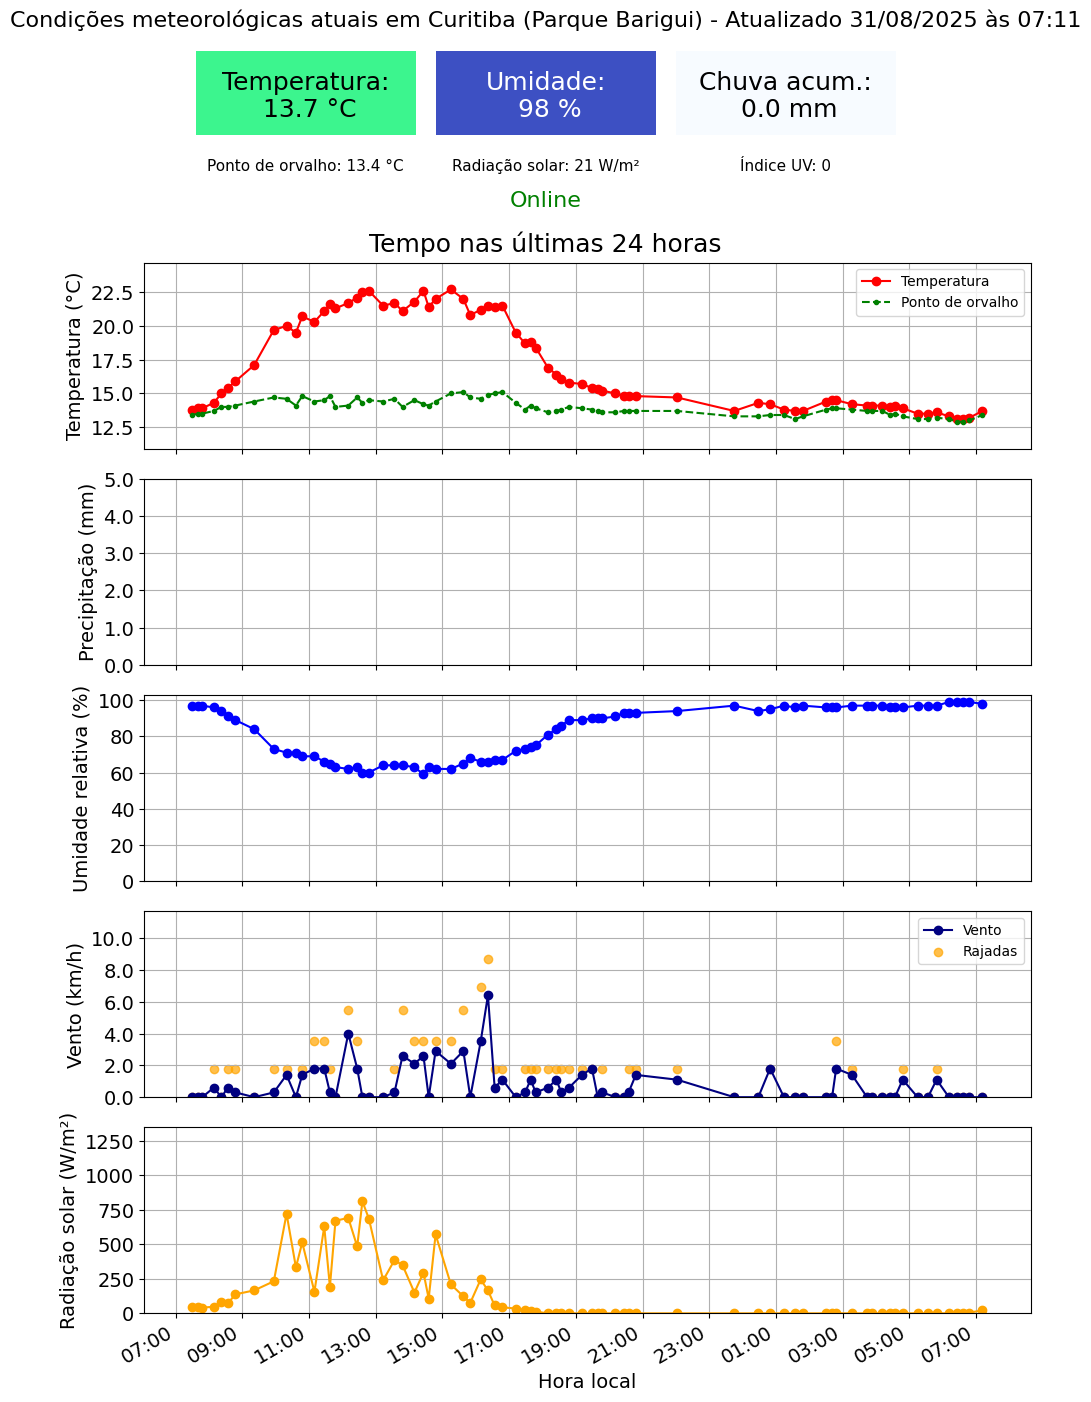 Condições meteorológicas atuais em Curitiba (Parque Barigui) - Atualizado 31/08/2025 às 07:11
Temperatura:
13.7 °C
Umidade:
98 %
Chuva acum.:
0.0 mm
Ponto de orvalho: 13.4 °C
Radiação solar: 21 W/m²
Índice UV: 0
Online
Tempo nas últimas 24 horas
Temperatura (°C)
22.5
20.0
17.5
15.0
12.5
Temperatura
Ponto de orvalho
Precipitação (mm)
5.0
4.0
3.0
2.0
1.0
0.0
Umidade relativa (%)
100
80
60
40
20
0
Vento (km/h)
10.0
8.0
6.0
4.0
2.0
0.0
Vento
Rajadas
Radiação solar (W/m²)
1250
1000
750
500
250
0
07:00
09:00
11:00
13:00
15:00
17:00
19:00
21:00
23:00
01:00
03:00
05:00
07:00
Hora local